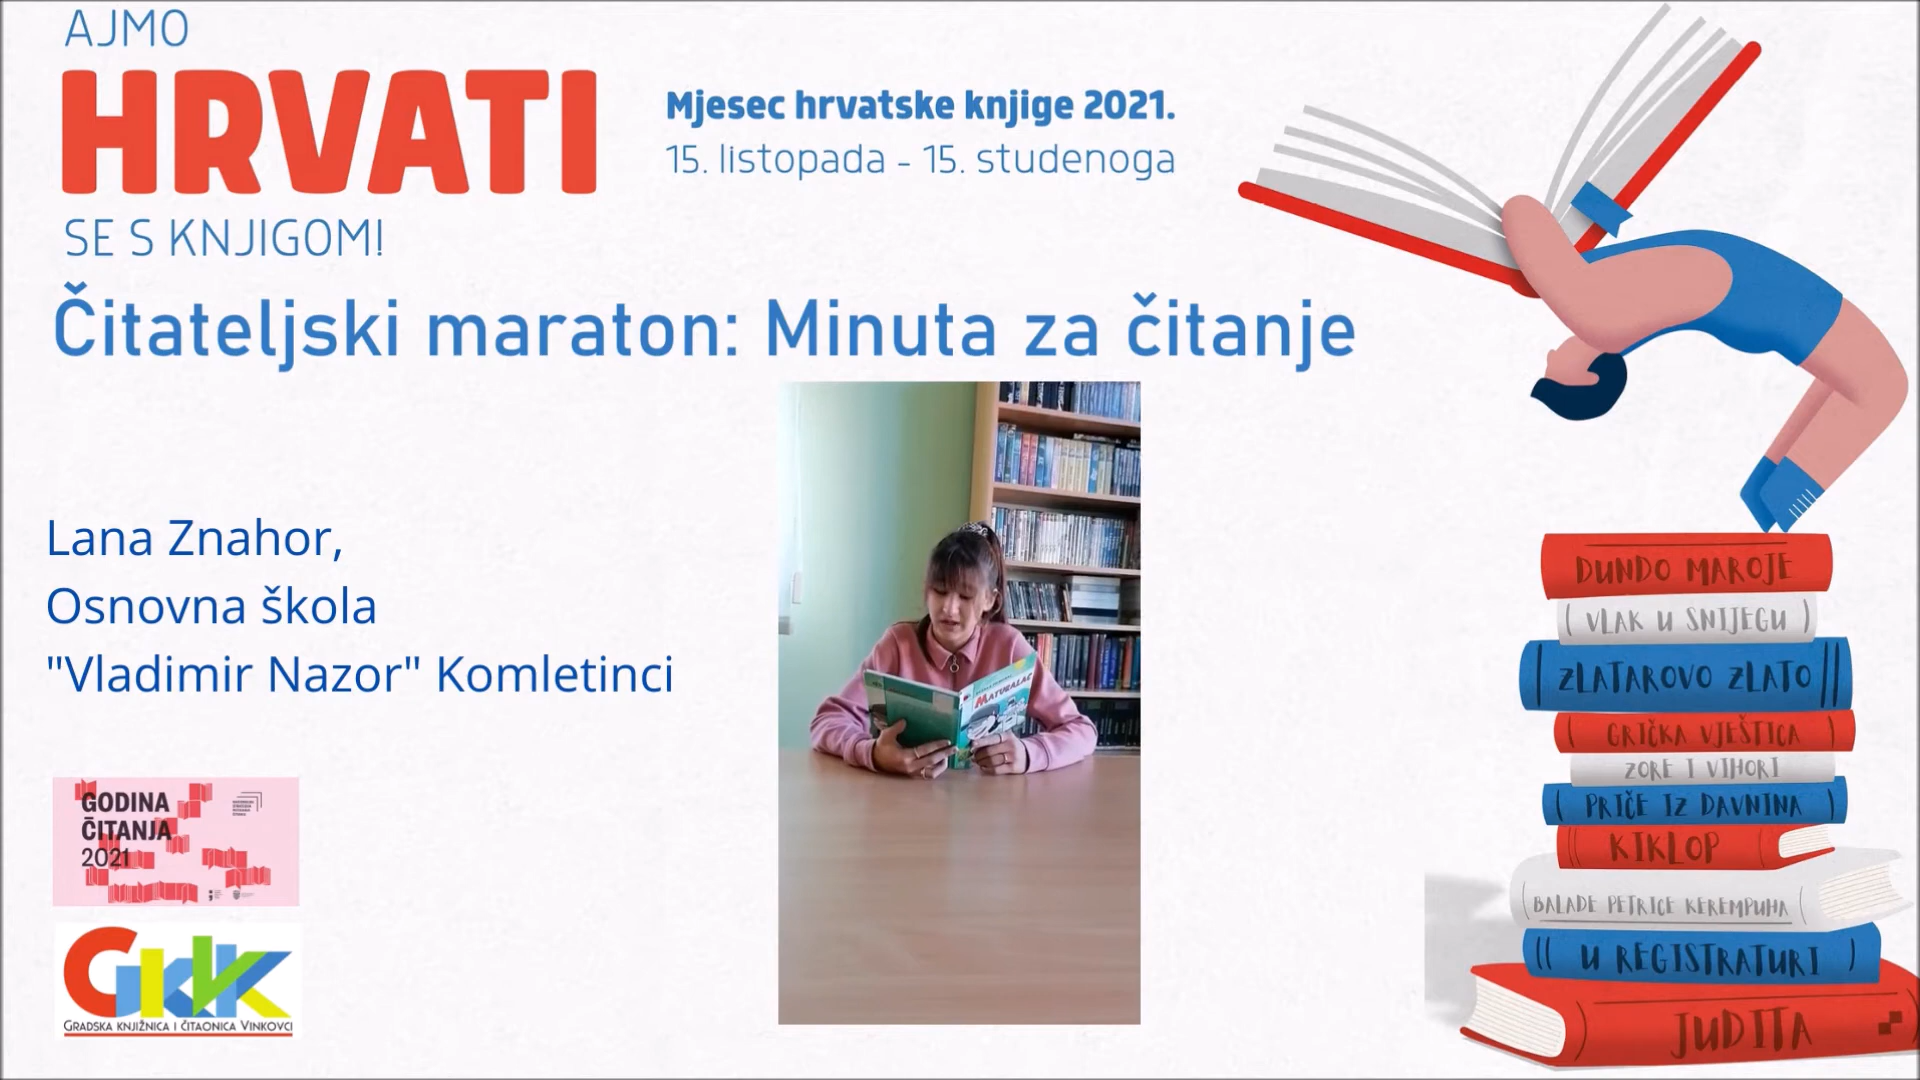 AJMO
HRVATI
SE S KNJIGOM!
Mjesec hrvatske knjige 2021.
15. listopada - 15. studenoga
Čitateljski maraton: Minuta za čitanje
Lana Znahor,
Osnovna škola
"Vladimir Nazor" Komletinci
MATURALAC
GODINA
ČITANJA
2021
GKČK
GRADSKA KNJIŽNICA I ČITAONICA VINKOVCI
DUNDO MAROJE
VLAK U SNIJEGU
ZLATAROVO ZLATO
GRIČKA VJEŠTICA
ZORE I VIHORI
PRIČE IZ DAVNINA
KIKLOP
BALADE PETRICE KEREMPUHA
U REGISTRATURI
JUDITA